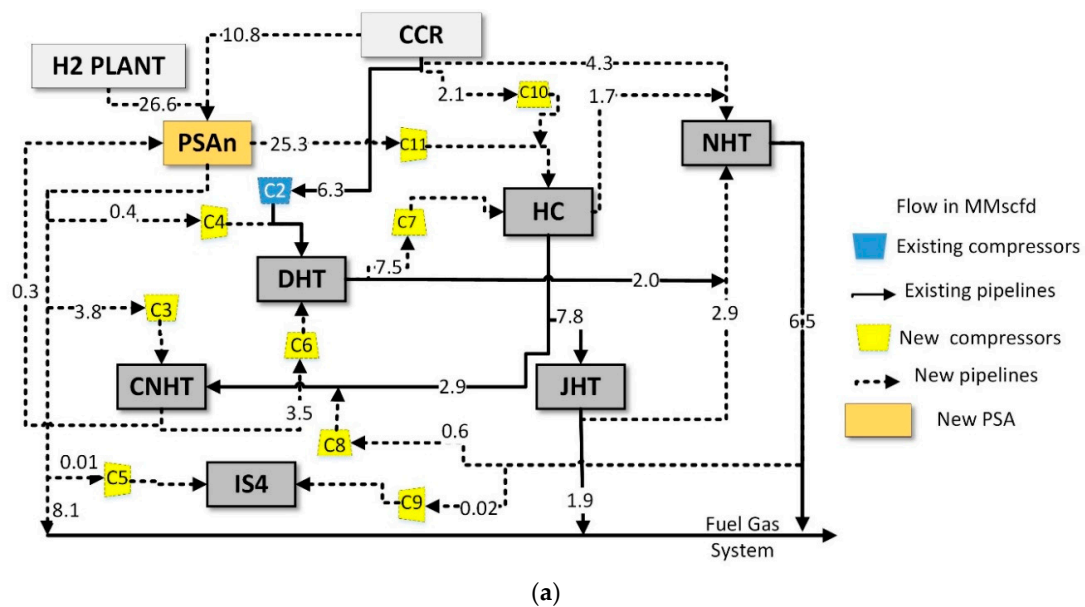 CCR
10.8
H2 PLANT
4.3
2.1
C10
1.7
26.6
PSAn
25.3
C11
NHT
C2
6.3
0.4
C4
C7
HC
Flow in MMscfd
Existing compressors
DHT
7.5
2.0
0.3
3.8
C3
7.8
2.9
6.5
Existing pipelines
C6
New compressors
CNHT
2.9
JHT
New pipelines
3.5
C8
0.6
New PSA
0.01
C5
IS4
C9
0.02
1.9
8.1
Fuel Gas
System
(a)